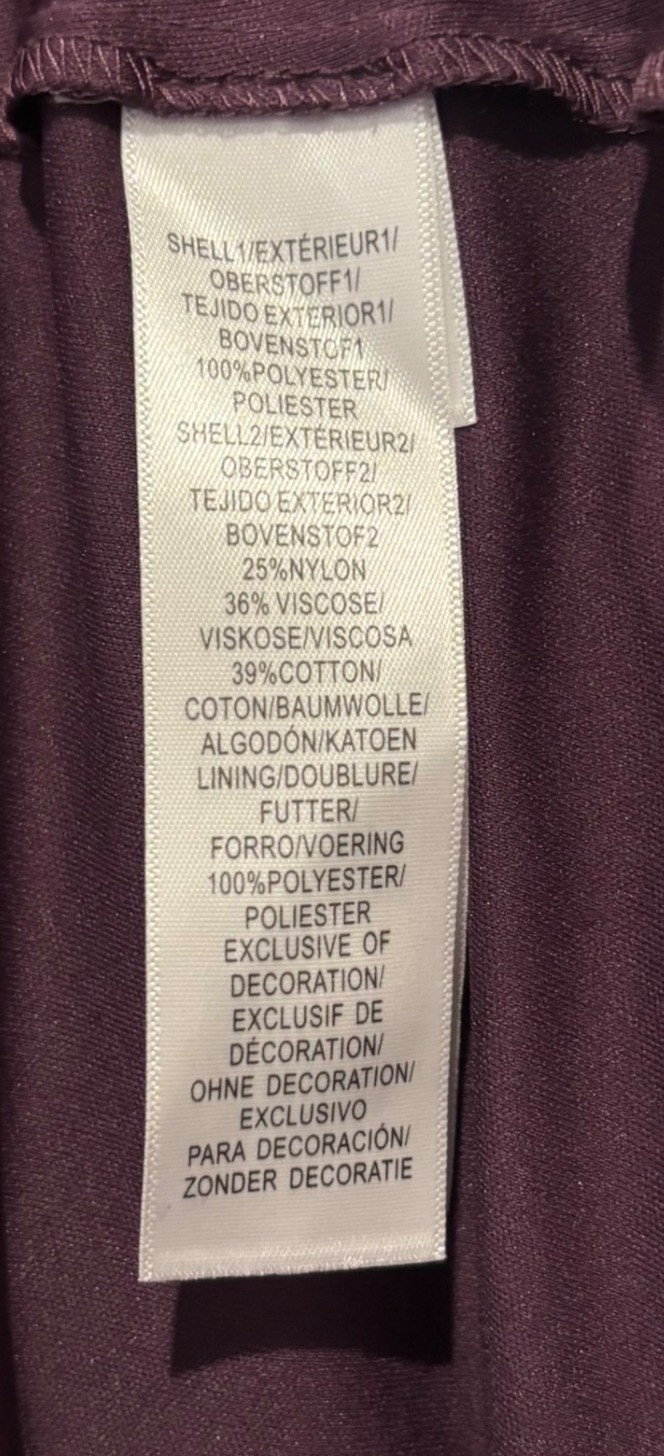 SHELL1/EXTÉRIEUR1/
OBERSTOFF1/
TEJIDO EXTERIOR1/
BOVENSTOF1
100%POLYESTER/
POLIESTER
SHELL2/EXTÉRIEUR2/
OBERSTOFF2/
TEJIDO EXTERIOR2/
BOVENSTOF2
25%NYLON
36% VISCOSE/
VISKOSE/VISCOSA
39%COTTON/
COTON/BAUMWOLLE/
ALGODÓN/KATOEN
LINING/DOUBLURE/
FUTTER/
FORRO/VOERING
100%POLYESTER/
POLIESTER
EXCLUSIVE OF
DECORATION/
EXCLUSIF DE
DÉCORATION/
OHNE DECORATION/
EXCLUSIVO
PARA DECORACIÓN/
ZONDER DECORATIE